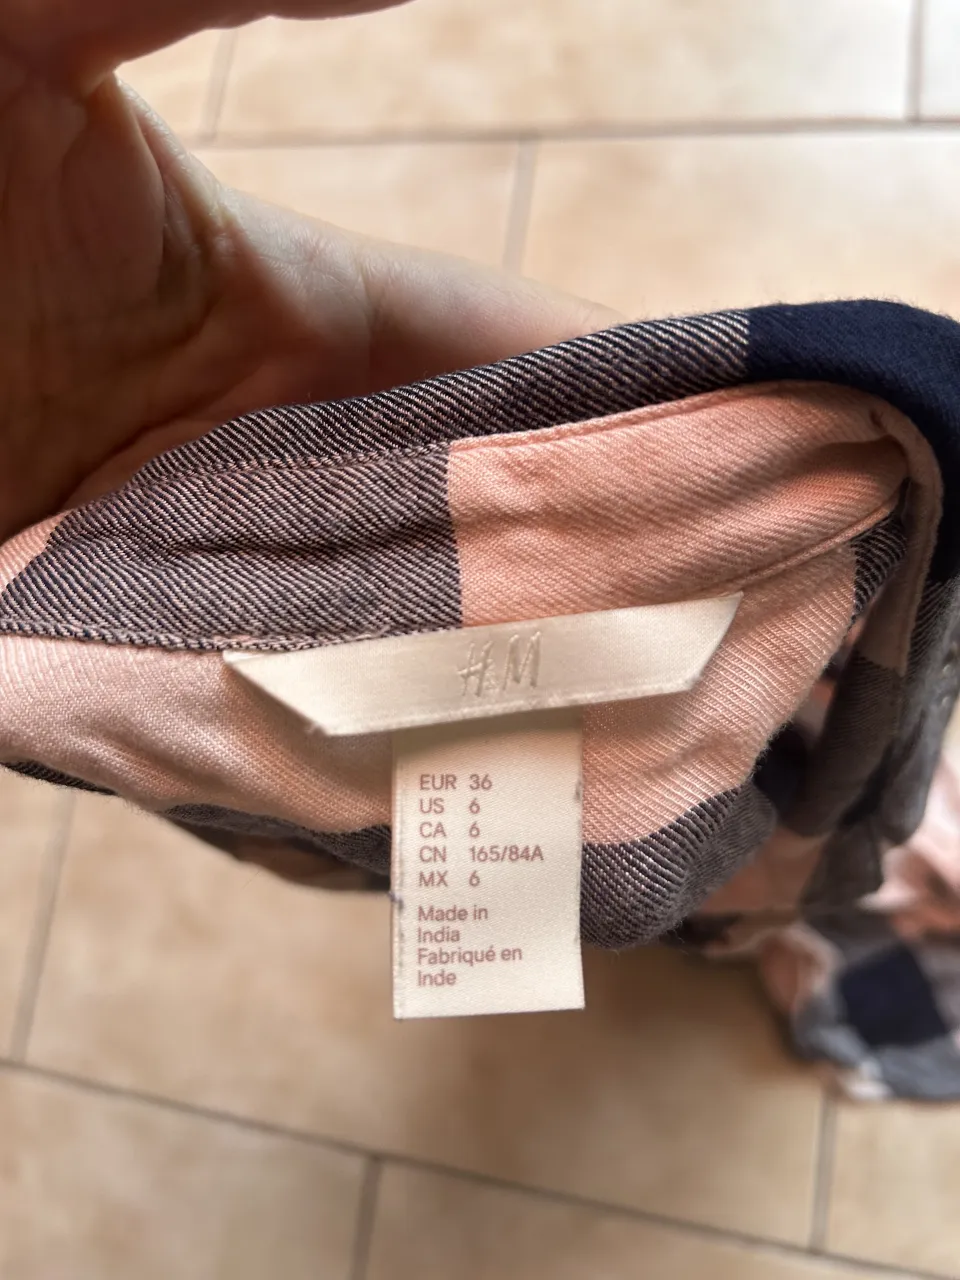 H&M
EUR 36
US 6
CA 6
CN 165/84A
MX 6
Made in
India
Fabriqué en
Inde